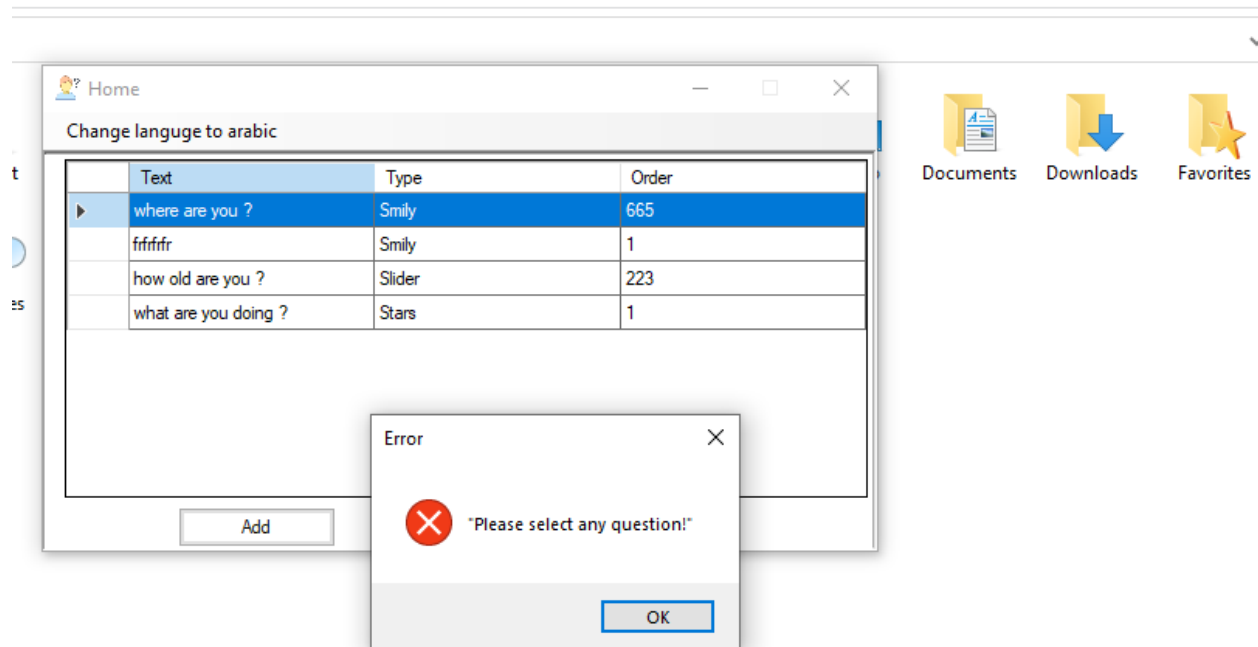 Home
Change languge to arabic
Text Type Order
where are you ? Smily 665
frfrfrfr Smily 1
how old are you ? Slider 223
what are you doing ? Stars 1
Add
Error
"Please select any question!"
OK
Documents Downloads Favorites
t
es